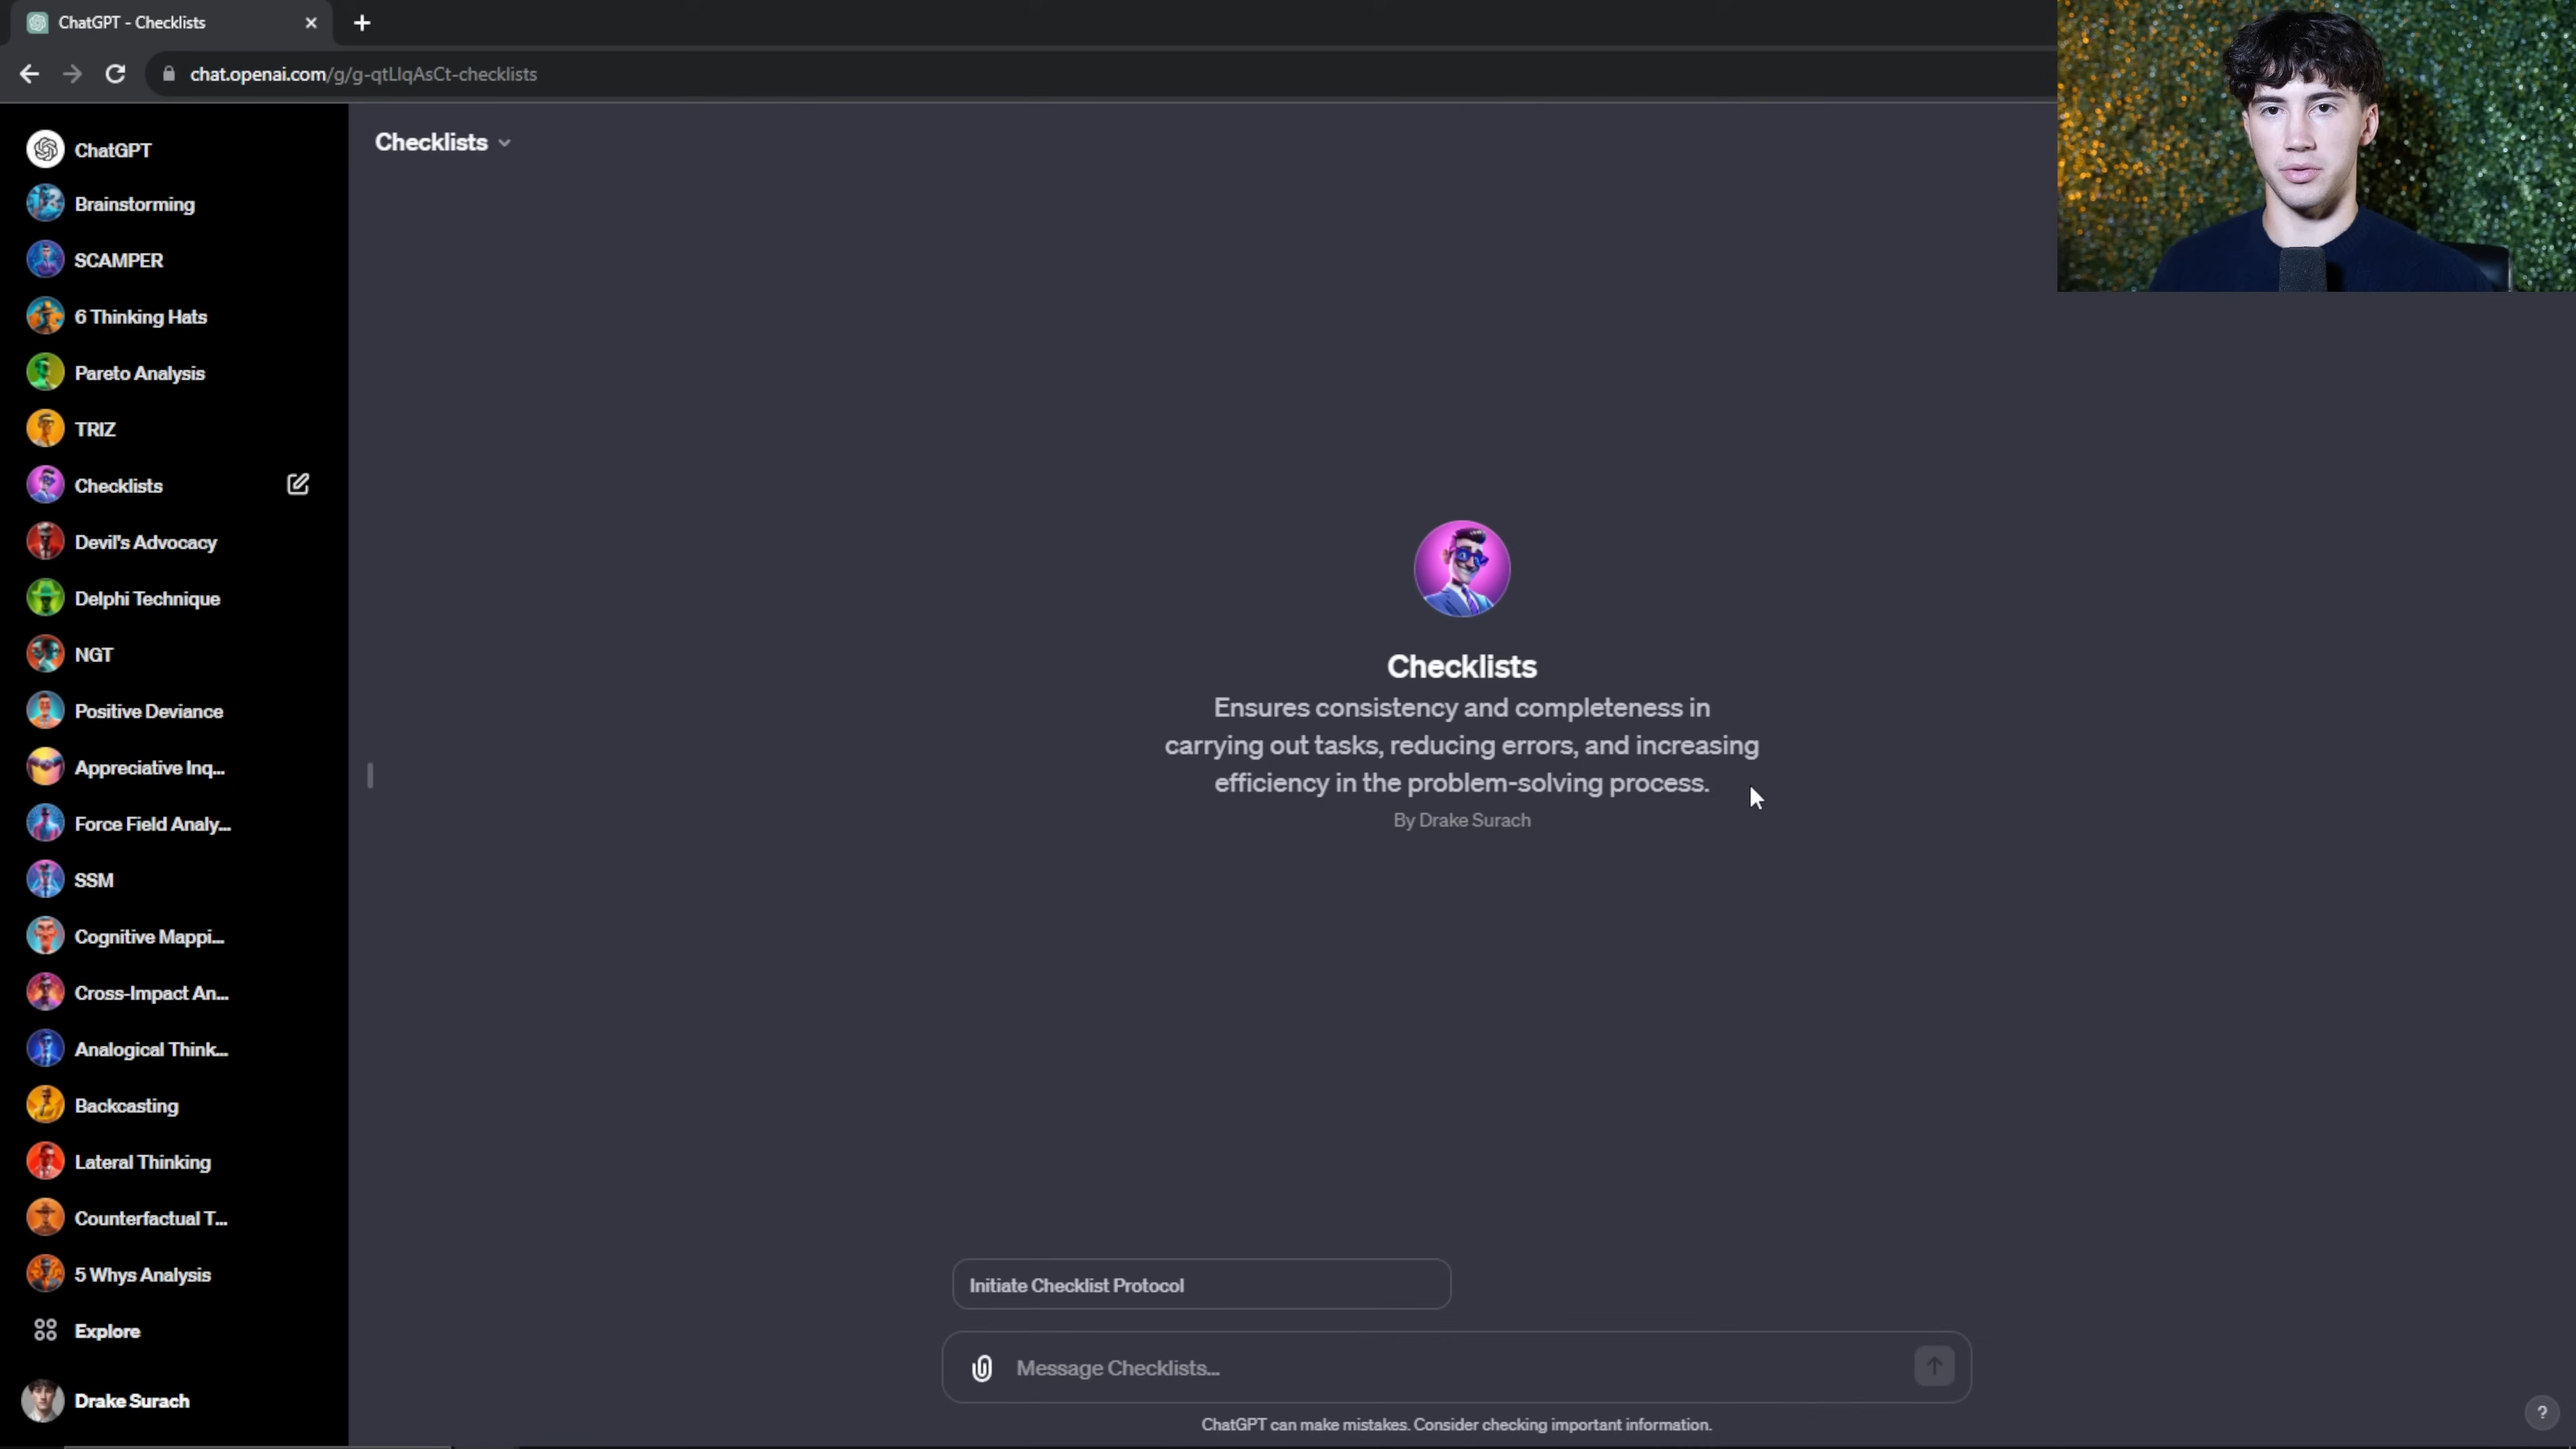 ChatGPT - Checklists
chat.openai.com/g/g-qtLlqAsCt-checklists
ChatGPT
Brainstorming
SCAMPER
6 Thinking Hats
Pareto Analysis
TRIZ
Checklists
Devil's Advocacy
Delphi Technique
NGT
Positive Deviance
Appreciative Inq...
Force Field Analy...
SSM
Cognitive Mappi...
Cross-Impact An...
Analogical Think...
Backcasting
Lateral Thinking
Counterfactual T...
5 Whys Analysis
Explore
Drake Surach
Checklists
Checklists
Ensures consistency and completeness in
carrying out tasks, reducing errors, and increasing
efficiency in the problem-solving process.
By Drake Surach
Initiate Checklist Protocol
Message Checklists...
ChatGPT can make mistakes. Consider checking important information.
?